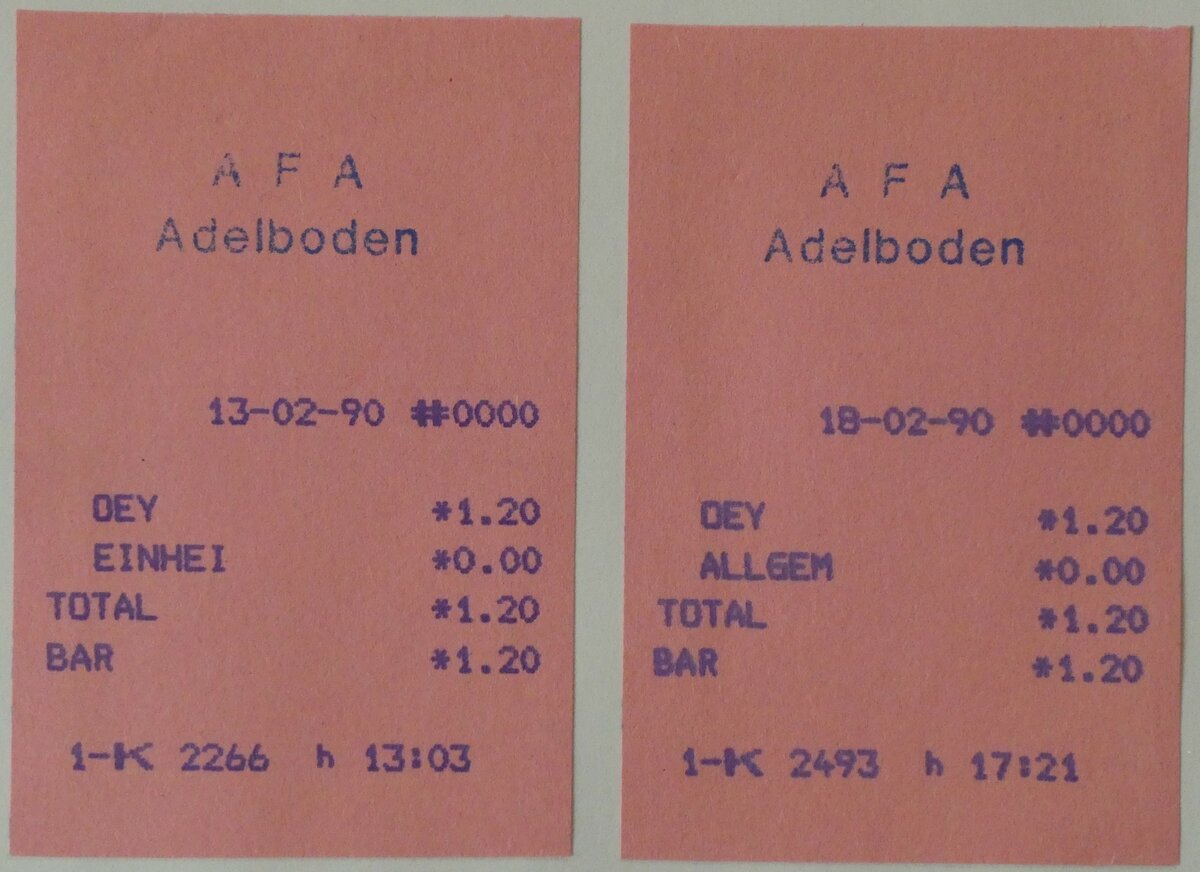 A F A
Adelboden
13-02-90 #0000
OEY *1.20
EINHEI *0.00
TOTAL *1.20
BAR *1.20
1-K 2266 h 13:03
A F A
Adelboden
18-02-90 #0000
OEY *1.20
ALLGEM *0.00
TOTAL *1.20
BAR *1.20
1-K 2493 h 17:21